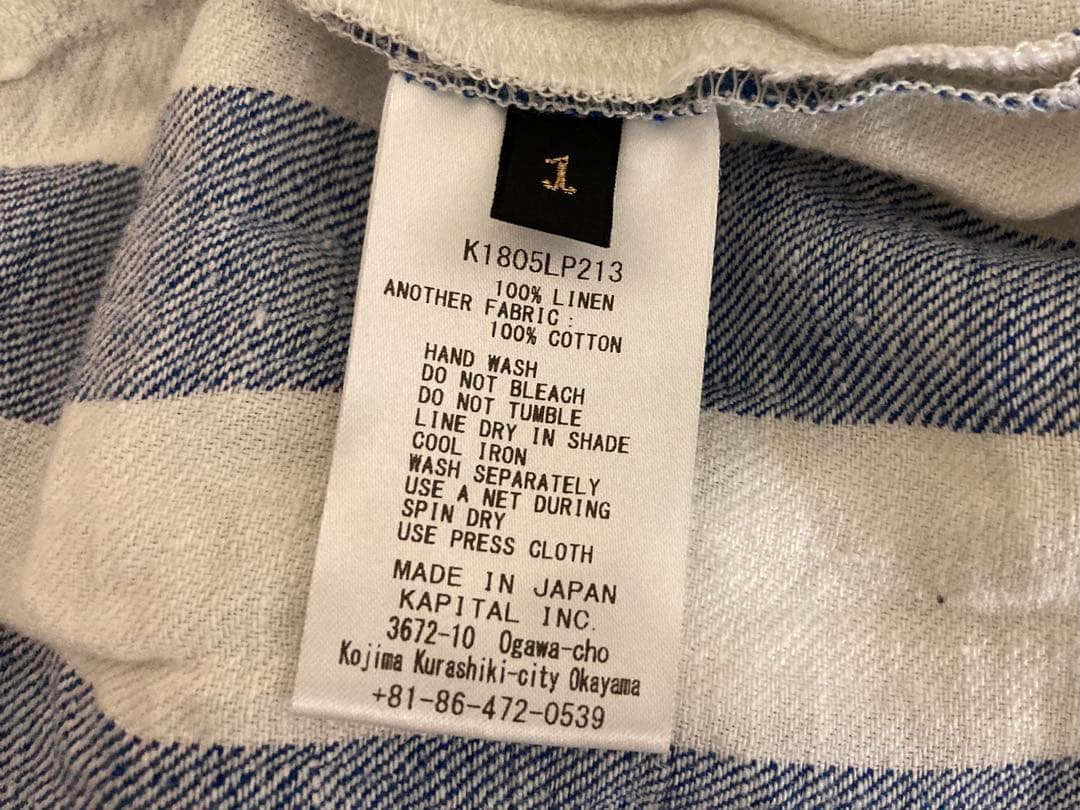 1
K1805LP213
100% LINEN
ANOTHER FABRIC:
100% COTTON
HAND WASH
DO NOT BLEACH
DO NOT TUMBLE
LINE DRY IN SHADE
COOL IRON
WASH SEPARATELY
USE A NET DURING
SPIN DRY
USE PRESS CLOTH
MADE IN JAPAN
KAPITAL INC.
3672-10 Ogawa-cho
Kojima Kurashiki-city Okayama
+81-86-472-0539